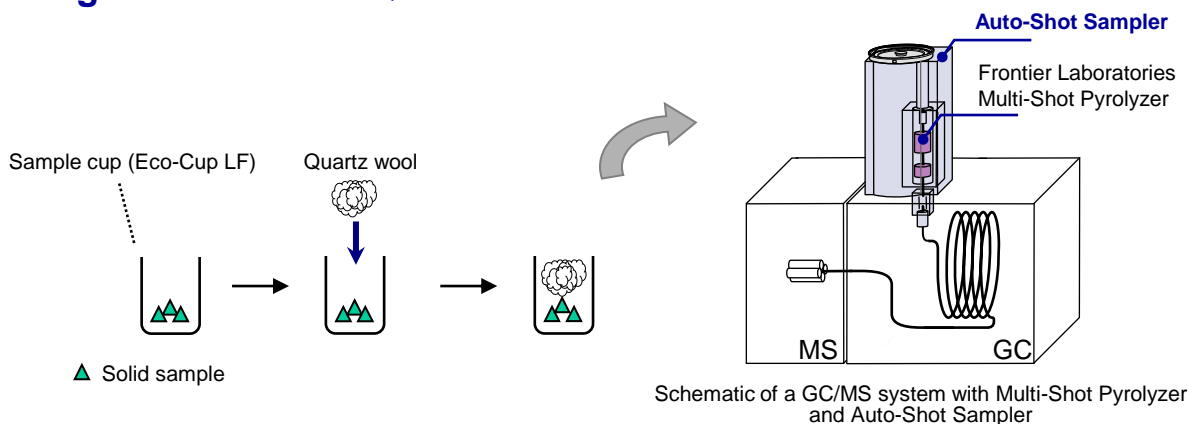 Auto-Shot Sampler
Frontier Laboratories
Multi-Shot Pyrolyzer
Sample cup (Eco-Cup LF)
Quartz wool
Solid sample
MS
GC
Schematic of a GC/MS system with Multi-Shot Pyrolyzer
and Auto-Shot Sampler